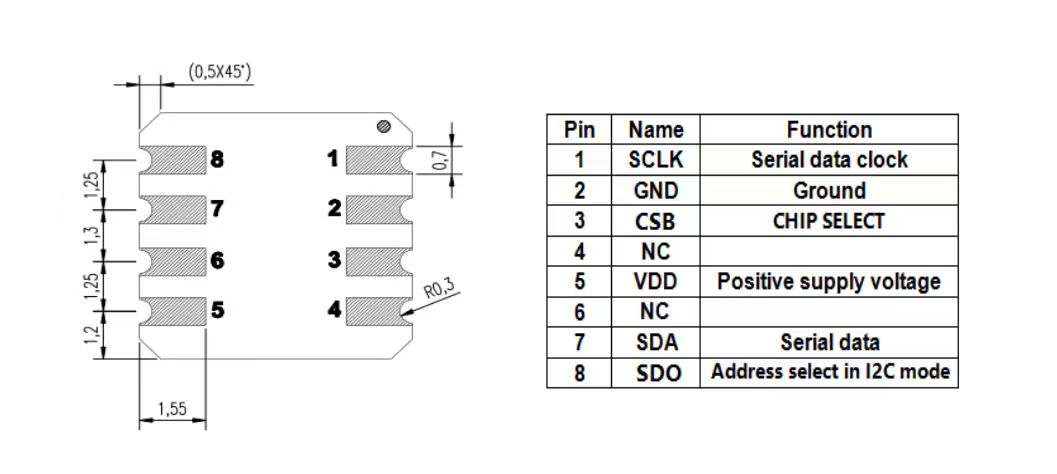 (0,5X45°)
8 1 0,7
1,25
7 2
1,3
6 3
1,25
R0,3
5 4
1,2
1,55
Pin Name Function
1 SCLK Serial data clock
2 GND Ground
3 CSB CHIP SELECT
4 NC
5 VDD Positive supply voltage
6 NC
7 SDA Serial data
8 SDO Address select in I2C mode